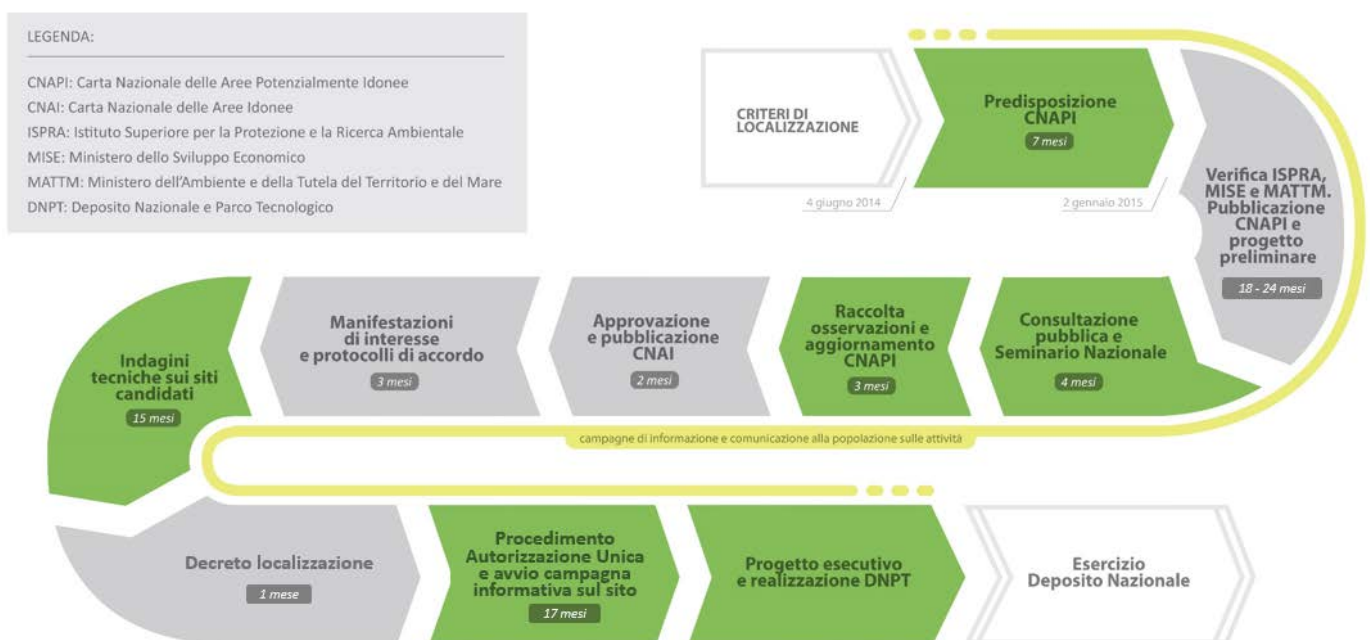 LEGENDA:
CNAPI: Carta Nazionale delle Aree Potenzialmente Idonee
CNAI: Carta Nazionale delle Aree Idonee
ISPRA: Istituto Superiore per la Protezione e la Ricerca Ambientale
MISE: Ministero dello Sviluppo Economico
MATTM: Ministero dell'Ambiente e della Tutela del Territorio e del Mare
DNPT: Deposito Nazionale e Parco Tecnologico
CRITERI DI
LOCALIZZAZIONE
4 giugno 2014
Predisposizione
CNAPI
7 mesi
2 gennaio 2015
Verifica ISPRA,
MISE e MATTM.
Pubblicazione
CNAPI e
progetto
preliminare
18 - 24 mesi
Consultazione
pubblica e
Seminario Nazionale
4 mesi
Raccolta
osservazioni e
aggiornamento
CNAPI
3 mesi
Approvazione
e pubblicazione
CNAI
2 mesi
Manifestazioni
di interesse
e protocolli di accordo
3 mesi
Indagini
tecniche sui siti
candidati
15 mesi
campagne di informazione e comunicazione alla popolazione sulle attività
Decreto localizzazione
1 mese
Procedimento
Autorizzazione Unica
e avvio campagna
informativa sul sito
17 mesi
Progetto esecutivo
e realizzazione DNPT
Esercizio
Deposito Nazionale